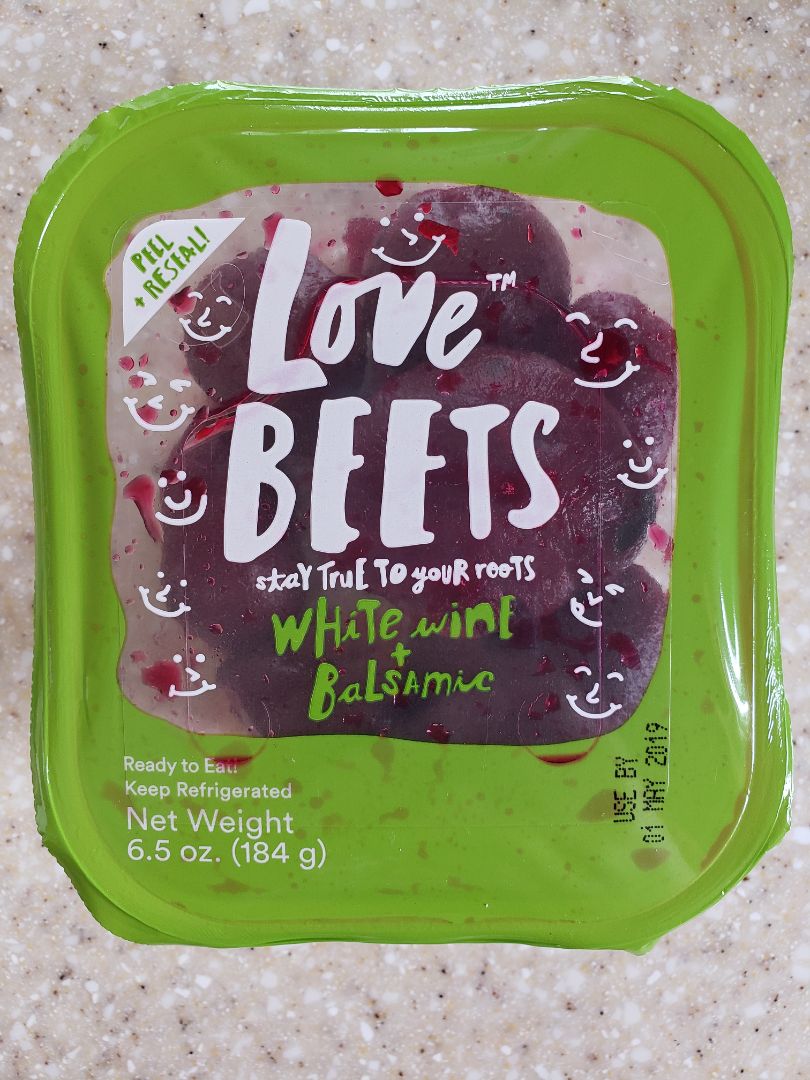 PEEL
+ RESEAL!
Love™
BEETS
stay true to your roots
White wine
+
Balsamic
Ready to Eat!
Keep Refrigerated
Net Weight
6.5 oz. (184 g)
USE BY
01 MAY 2019